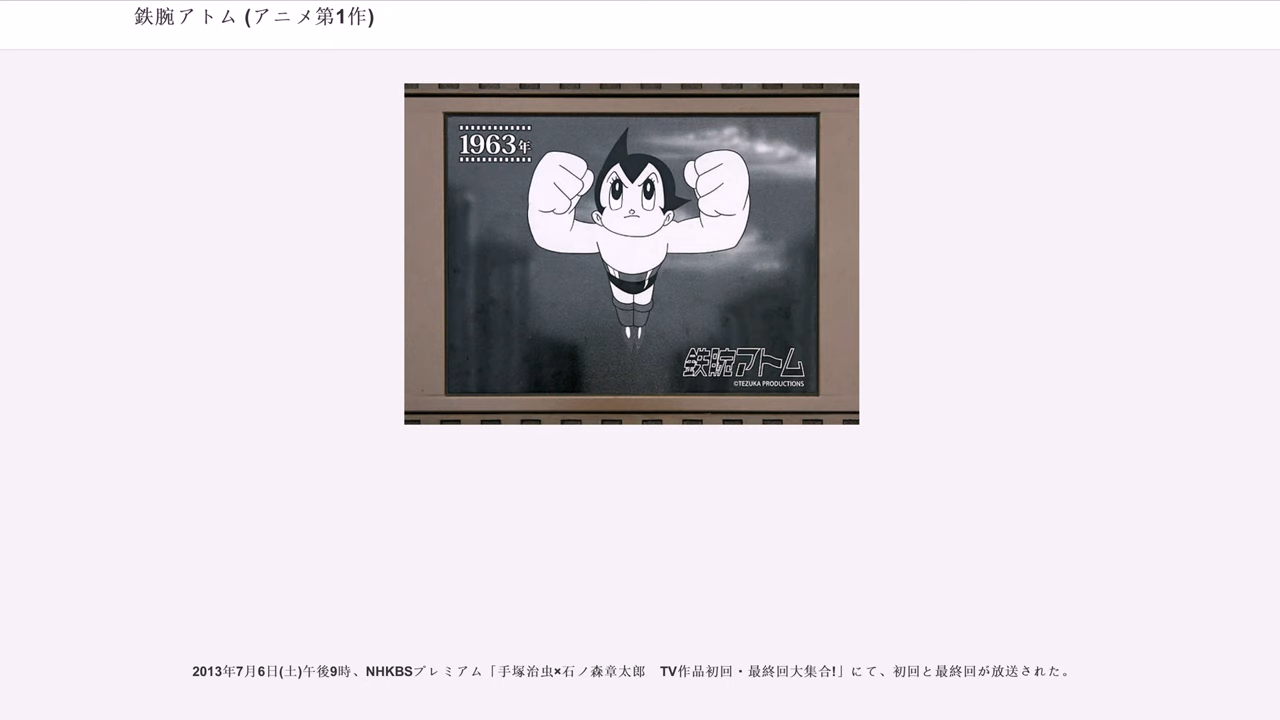 鉄腕アトム (アニメ第1作)
1963年
鉄腕アトム
©TEZUKA PRODUCTIONS
2013年7月6日(土)午後9時、NHKBSプレミアム「手塚治虫×石ノ森章太郎　TV作品初回・最終回大集合!」にて、初回と最終回が放送された。